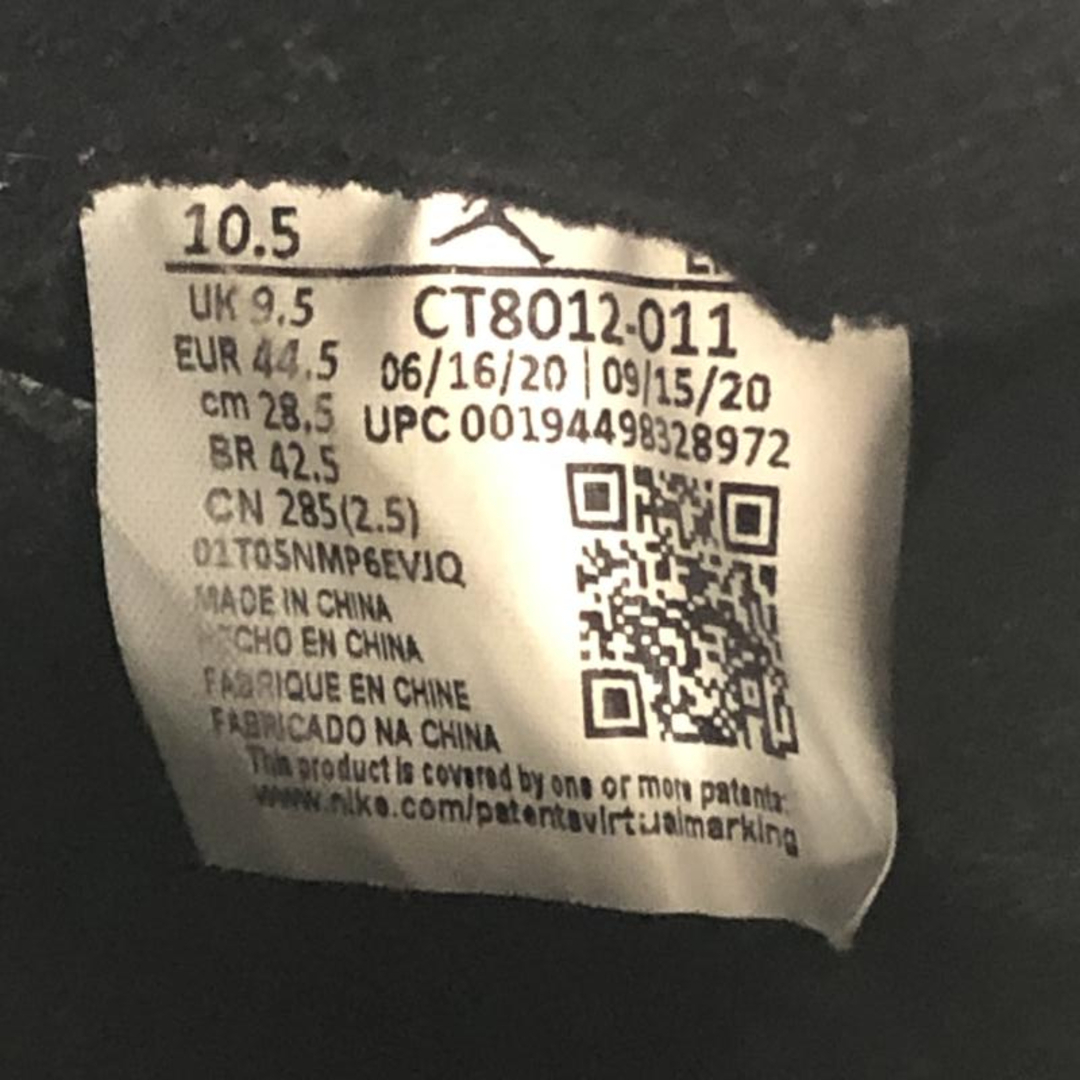 10.5
UK 9.5
EUR 44.5
cm 28.5
BR 42.5
CN 285(2.5)
01T05NMP6EVJQ
MADE IN CHINA
HECHO EN CHINA
FABRIQUE EN CHINE
FABRICADO NA CHINA
CT8012-011
06/16/20 | 09/15/20
UPC 00194498328972
This product is covered by one or more patents:
www.nike.com/patentsvirtualmarking